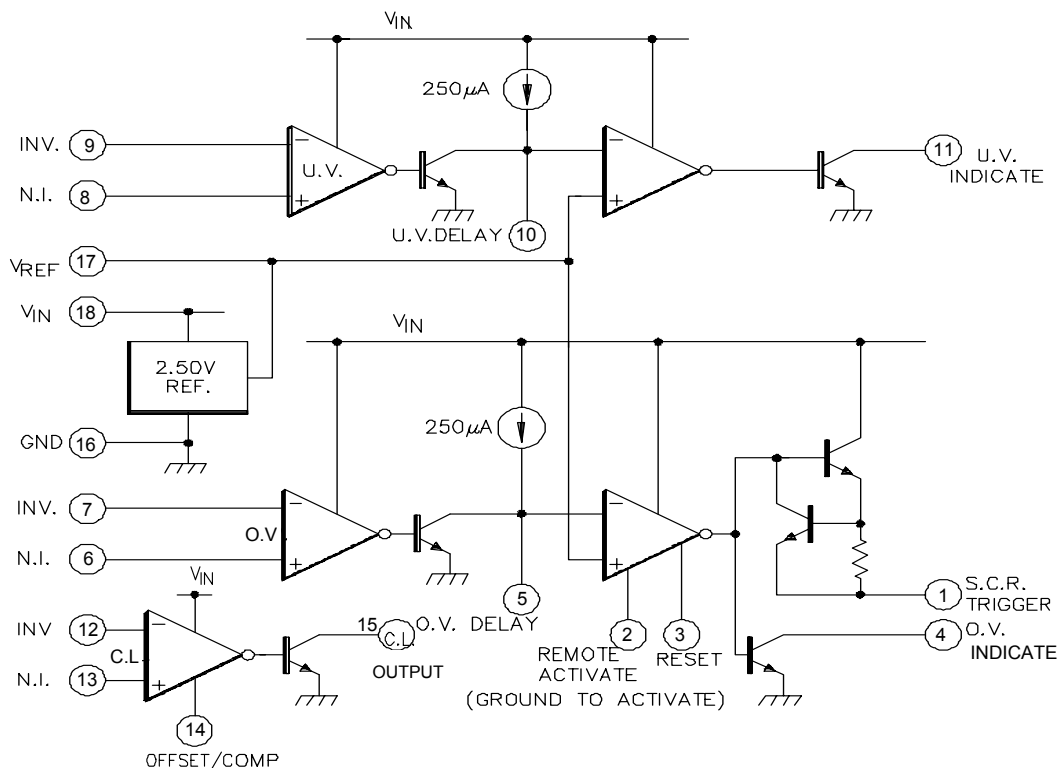 VIN
250μA
INV. 9
N.I. 8
−
U.V.
+
−
+
11 U.V.
INDICATE
U.V.DELAY 10
VREF 17
VIN 18
2.50V
REF.
GND 16
VIN
250μA
INV. 7
N.I. 6
−
O.V
+
−
+
5
O.V. DELAY
2
REMOTE
ACTIVATE
(GROUND TO ACTIVATE)
3
RESET
1 S.C.R.
TRIGGER
4 O.V.
INDICATE
VIN
INV 12
N.I. 13
−
C.L.
+
15
C.L.
OUTPUT
14
OFFSET/COMP